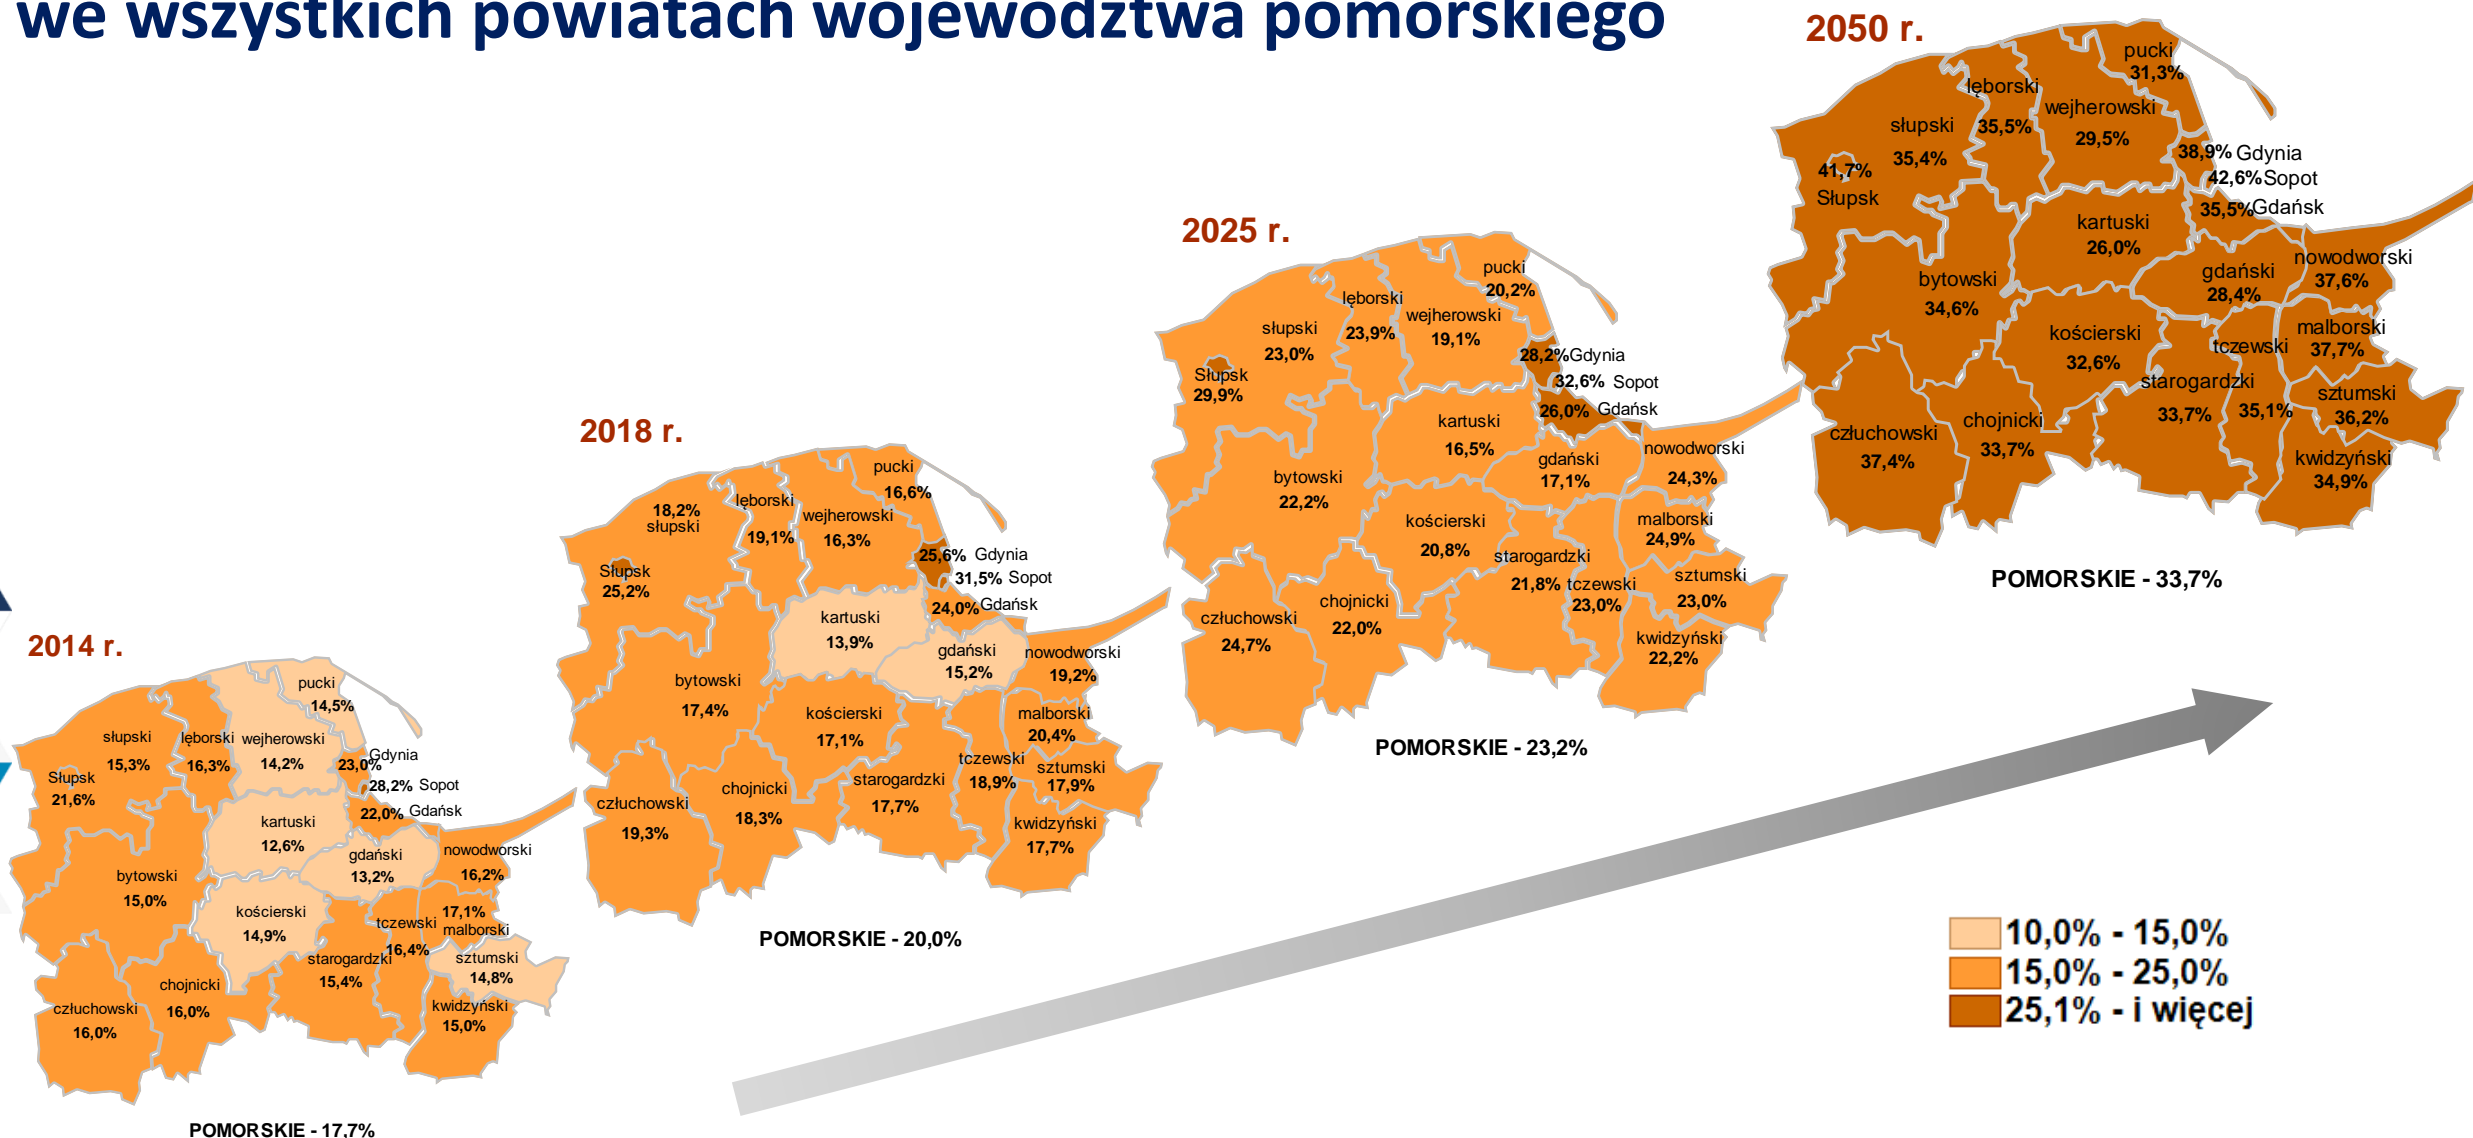 we wszystkich powiatach województwa pomorskiego
2014 r.
pucki
14,5%
słupski
15,3%
lęborski
16,3%
wejherowski
14,2%
Gdynia
23,0%
28,2% Sopot
Słupsk
21,6%
22,0% Gdańsk
kartuski
12,6%
gdański
13,2%
nowodworski
16,2%
bytowski
15,0%
kościerski
14,9%
tczewski
16,4%
17,1%
malborski
starogardzki
15,4%
sztumski
14,8%
chojnicki
16,0%
człuchowski
16,0%
kwidzyński
15,0%
POMORSKIE - 17,7%
2018 r.
pucki
16,6%
18,2%
słupski
lęborski
19,1%
wejherowski
16,3%
25,6% Gdynia
31,5% Sopot
Słupsk
25,2%
24,0% Gdańsk
kartuski
13,9%
gdański
15,2%
nowodworski
19,2%
bytowski
17,4%
kościerski
17,1%
malborski
20,4%
tczewski
18,9%
sztumski
17,9%
starogardzki
17,7%
chojnicki
18,3%
człuchowski
19,3%
kwidzyński
17,7%
POMORSKIE - 20,0%
2025 r.
pucki
20,2%
lęborski
23,9%
wejherowski
19,1%
słupski
23,0%
28,2% Gdynia
32,6% Sopot
Słupsk
29,9%
26,0% Gdańsk
kartuski
16,5%
gdański
17,1%
nowodworski
24,3%
bytowski
22,2%
kościerski
20,8%
malborski
24,9%
starogardzki
21,8%
tczewski
23,0%
sztumski
23,0%
chojnicki
22,0%
człuchowski
24,7%
kwidzyński
22,2%
POMORSKIE - 23,2%
2050 r.
pucki
31,3%
lęborski
35,5%
wejherowski
29,5%
słupski
35,4%
38,9% Gdynia
41,7%
Słupsk
42,6% Sopot
35,5% Gdańsk
kartuski
26,0%
gdański
28,4%
nowodworski
37,6%
bytowski
34,6%
kościerski
32,6%
malborski
37,7%
tczewski
35,1%
starogardzki
33,7%
sztumski
36,2%
chojnicki
33,7%
człuchowski
37,4%
kwidzyński
34,9%
POMORSKIE - 33,7%
10,0% - 15,0%
15,0% - 25,0%
25,1% - i więcej